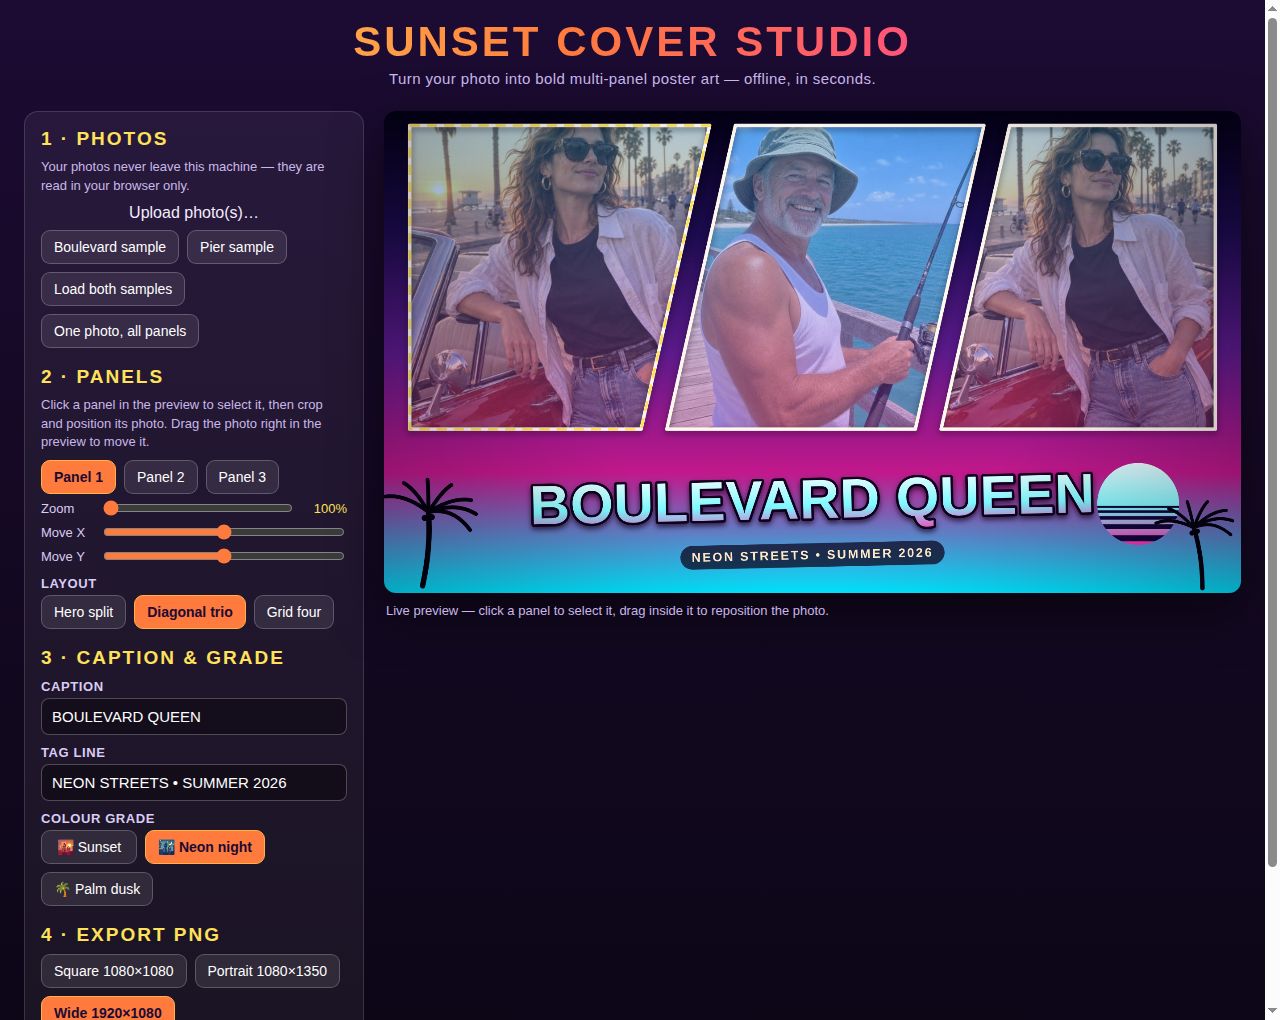 SUNSET COVER STUDIO
Turn your photo into bold multi-panel poster art — offline, in seconds.
1 · PHOTOS
Your photos never leave this machine — they are
read in your browser only.
Upload photo(s)…
Boulevard sample
Pier sample
Load both samples
One photo, all panels
2 · PANELS
Click a panel in the preview to select it, then crop
and position its photo. Drag the photo right in the
preview to move it.
Panel 1
Panel 2
Panel 3
Zoom
100%
Move X
Move Y
LAYOUT
Hero split
Diagonal trio
Grid four
3 · CAPTION & GRADE
CAPTION
BOULEVARD QUEEN
TAG LINE
NEON STREETS • SUMMER 2026
COLOUR GRADE
🌇 Sunset
🌃 Neon night
🌴 Palm dusk
4 · EXPORT PNG
Square 1080×1080
Portrait 1080×1350
Wide 1920×1080
BOULEVARD QUEEN
NEON STREETS • SUMMER 2026
Live preview — click a panel to select it, drag inside it to reposition the photo.